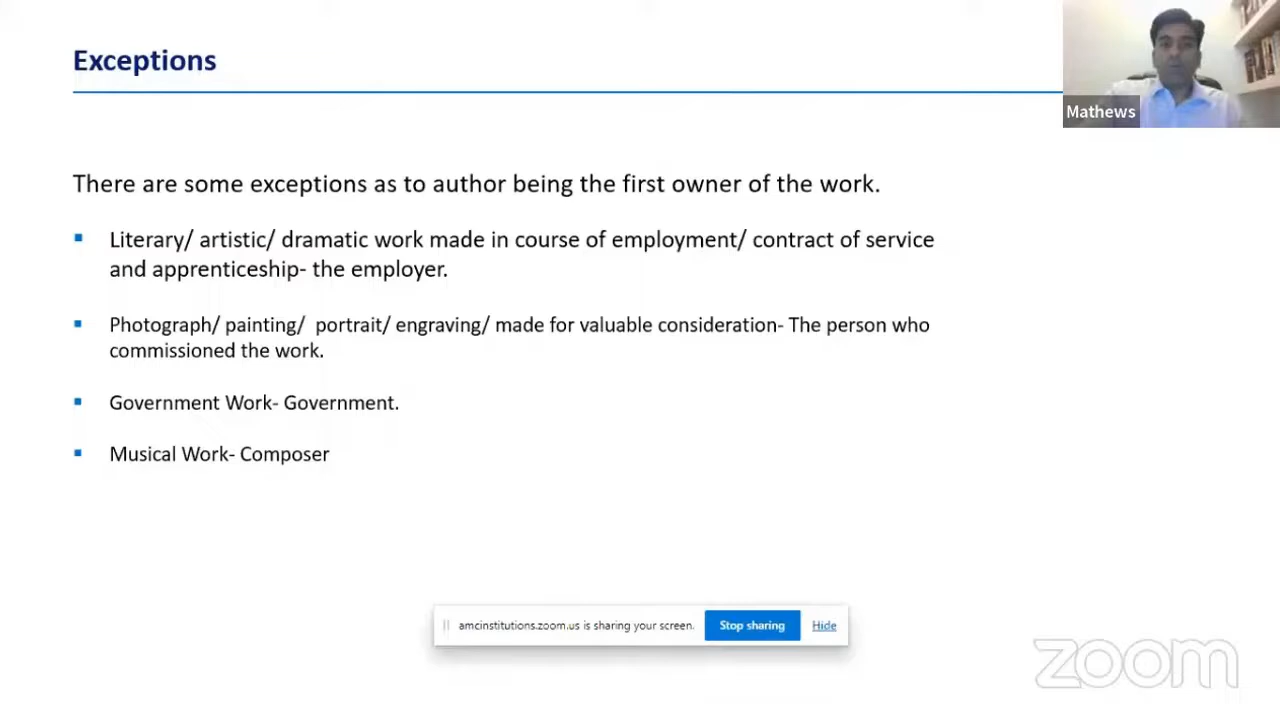 Exceptions
Mathews
There are some exceptions as to author being the first owner of the work.
Literary/ artistic/ dramatic work made in course of employment/ contract of service
and apprenticeship- the employer.
Photograph/ painting/ portrait/ engraving/ made for valuable consideration- The person who
commissioned the work.
Government Work- Government.
Musical Work- Composer
amcinstitutions.zoom.us is sharing your screen. Stop sharing Hide
zoom